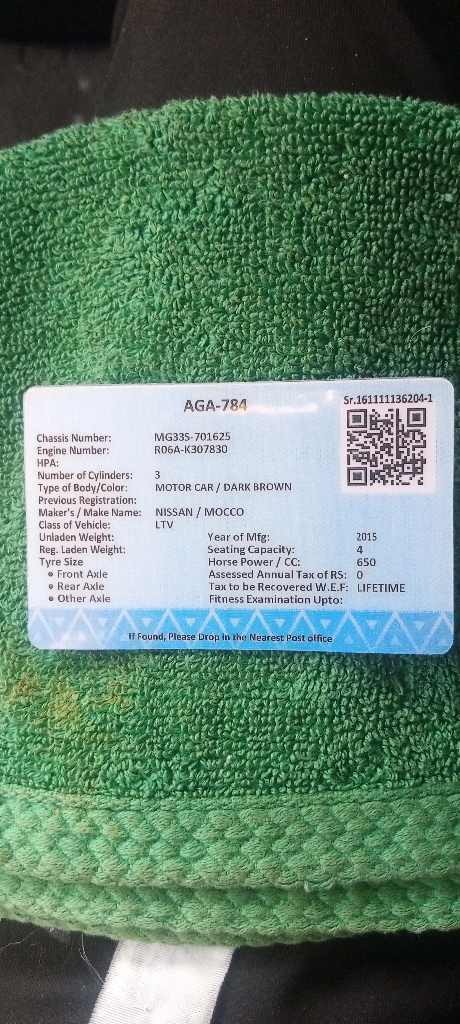 AGA-784
Sr.161111136204-1
Chassis Number: MG33S-701625
Engine Number: R06A-K307830
HPA:
Number of Cylinders: 3
Type of Body/Color: MOTOR CAR / DARK BROWN
Previous Registration:
Maker's / Make Name: NISSAN / MOCCO
Class of Vehicle: LTV
Unladen Weight: Year of Mfg: 2015
Reg. Laden Weight: Seating Capacity: 4
Tyre Size Horse Power / CC: 650
• Front Axle Assessed Annual Tax of RS: 0
• Rear Axle Tax to be Recovered W.E.F: LIFETIME
• Other Axle Fitness Examination Upto:
If Found, Please Drop in the Nearest Post office